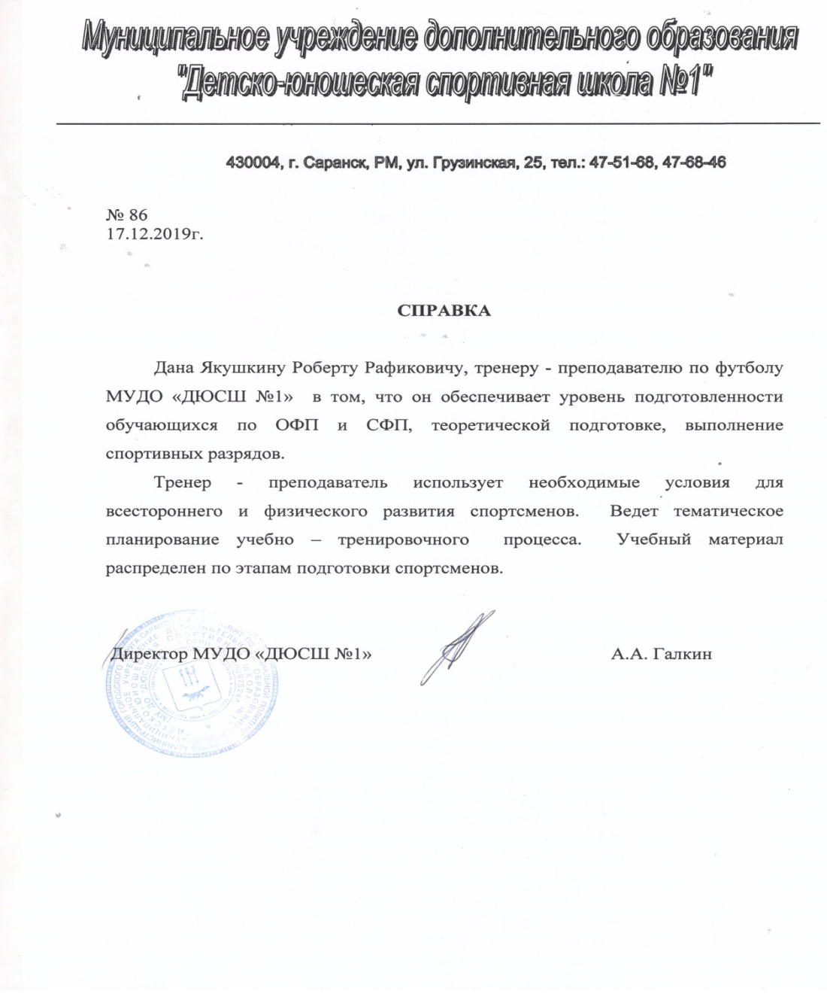 Муниципальное учреждение дополнительного образования
"Детско-юношеская спортивная школа №1"
430004, г. Саранск, РМ, ул. Грузинская, 25, тел.: 47-51-68, 47-68-46
№ 86
17.12.2019г.
СПРАВКА
Дана Якушкину Роберту Рафиковичу, тренеру - преподавателю по футболу
МУДО «ДЮСШ №1» в том, что он обеспечивает уровень подготовленности
обучающихся по ОФП и СФП, теоретической подготовке, выполнение
спортивных разрядов.
Тренер - преподаватель использует необходимые условия для
всестороннего и физического развития спортсменов. Ведет тематическое
планирование учебно – тренировочного процесса. Учебный материал
распределен по этапам подготовки спортсменов.
Директор МУДО «ДЮСШ №1» А.А. Галкин